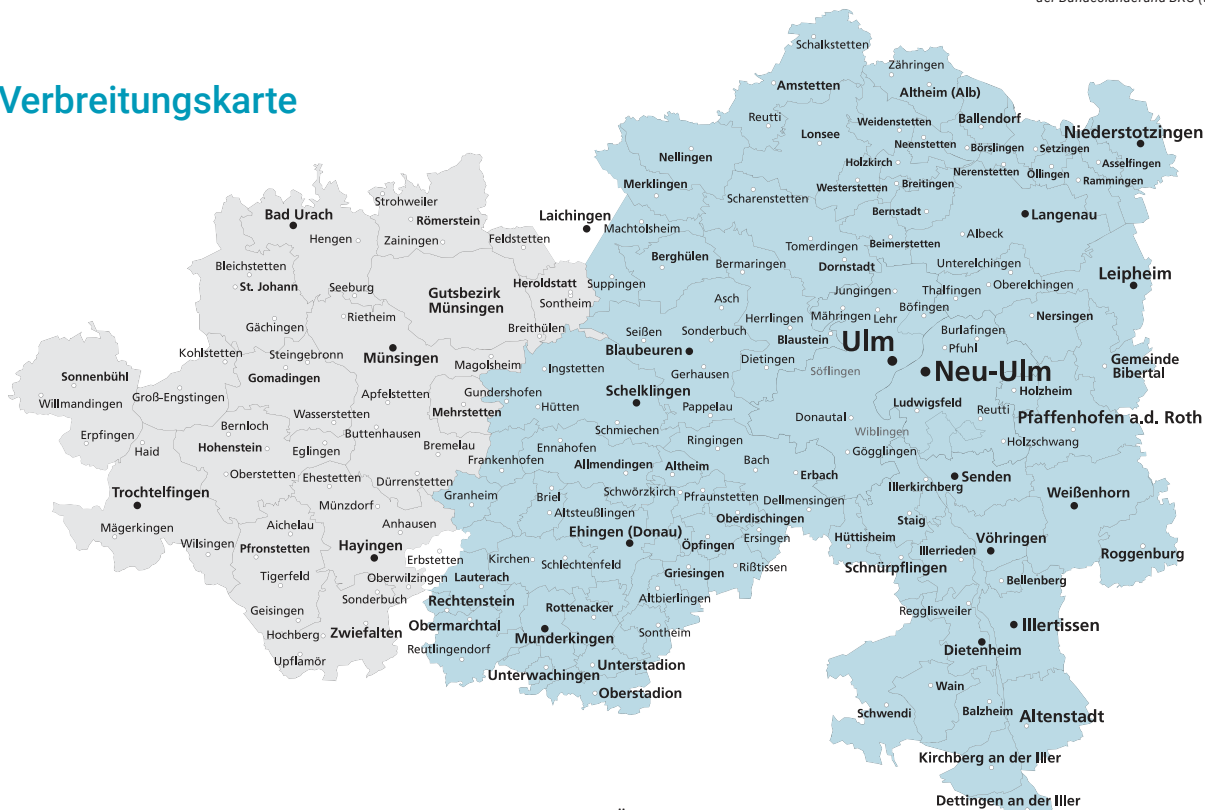 Verbreitungskarte
Schalkstetten
Zähringen
Amstetten
Altheim (Alb)
Reutti
Weidenstetten
Ballendorf
Lonsee
Niederstotzingen
Neenstetten
Börslingen
Setzingen
Nellingen
Holzkirch
Asselfingen
Nerenstetten
Öllingen
Rammingen
Merklingen
Westerstetten
Breitingen
Scharenstetten
Strohweiler
Bad Urach
Römerstein
Laichingen
Bernstadt
Langenau
Machtolsheim
Hengen
Zainingen
Feldstetten
Albeck
Tomerdingen
Beimerstetten
Berghülen
Bermaringen
Dornstadt
Unterelchingen
Bleichstetten
Leipheim
St. Johann
Seeburg
Gutsbezirk
Münsingen
Heroldstatt
Suppingen
Jungingen
Thalfingen
Oberelchingen
Sontheim
Asch
Böfingen
Rietheim
Herrlingen
Mähringen
Lehr
Nersingen
Gächingen
Breithülen
Seißen
Sonderbuch
Blaustein
Burlafingen
Ulm
Pfuhl
Kohlstetten
Steingebronn
Münsingen
Blaubeuren
Dietingen
Gemeinde
Bibertal
Magolsheim
Ingstetten
Gerhausen
Söflingen
Neu-Ulm
Sonnenbühl
Gomadingen
Willmandingen
Groß-Engstingen
Apfelstetten
Gundershofen
Schelklingen
Holzheim
Hütten
Pappelau
Ludwigsfeld
Reutti
Wasserstetten
Mehrstetten
Donautal
Pfaffenhofen a.d. Roth
Bernloch
Buttenhausen
Schmiechen
Wiblingen
Erpfingen
Haid
Hohenstein
Eglingen
Bremelau
Ennahofen
Ringingen
Holzschwang
Frankenhofen
Allmendingen
Altheim
Bach
Gögglingen
Oberstetten
Ehestetten
Dürrenstetten
Erbach
Senden
Illerkirchberg
Trochtelfingen
Granheim
Briel
Schwörzkirch
Pfraunstetten
Dellmensingen
Weißenhorn
Münzdorf
Altsteußlingen
Oberdischingen
Staig
Mägerkingen
Aichelau
Anhausen
Ehingen (Donau)
Ersingen
Hüttisheim
Vöhringen
Wilsingen
Pfronstetten
Hayingen
Öpfingen
Illerrieden
Roggenburg
Erbstetten
Kirchen
Schlechtenfeld
Rißtissen
Schnürpflingen
Tigerfeld
Oberwilzingen
Lauterach
Griesingen
Bellenberg
Sonderbuch
Rechtenstein
Altbierlingen
Geisingen
Rottenacker
Regglisweiler
Hochberg
Zwiefalten
Obermarchtal
Munderkingen
Sontheim
Illertissen
Reutlingendorf
Dietenheim
Upflamör
Unterstadion
Unterwachingen
Oberstadion
Wain
Schwendi
Balzheim
Altenstadt
Kirchberg an der Iller
Dettingen an der Iller